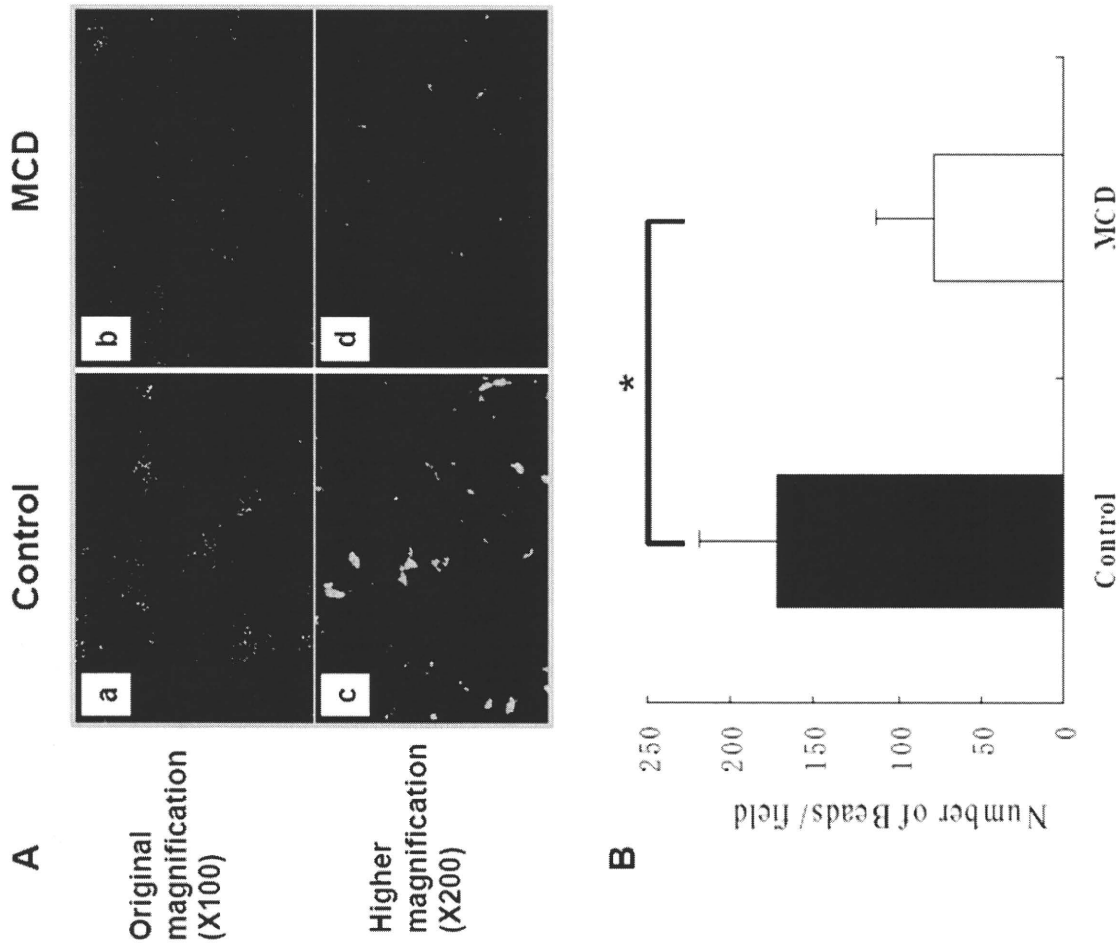 A
Control
MCD
Original
magnification
(X100)
a
b
Higher
magnification
(X200)
c
d
B
*
Number of Beads/field
250
200
150
100
50
0
Control
MCD